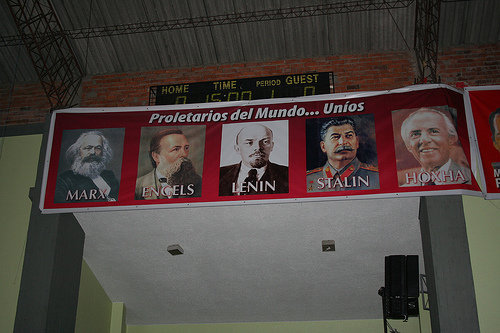 HOME TIME PERIOD GUEST
0 15:00 1 0
Proletarios del Mundo... Uníos
MARX ENGELS LENIN STALIN HOXHA